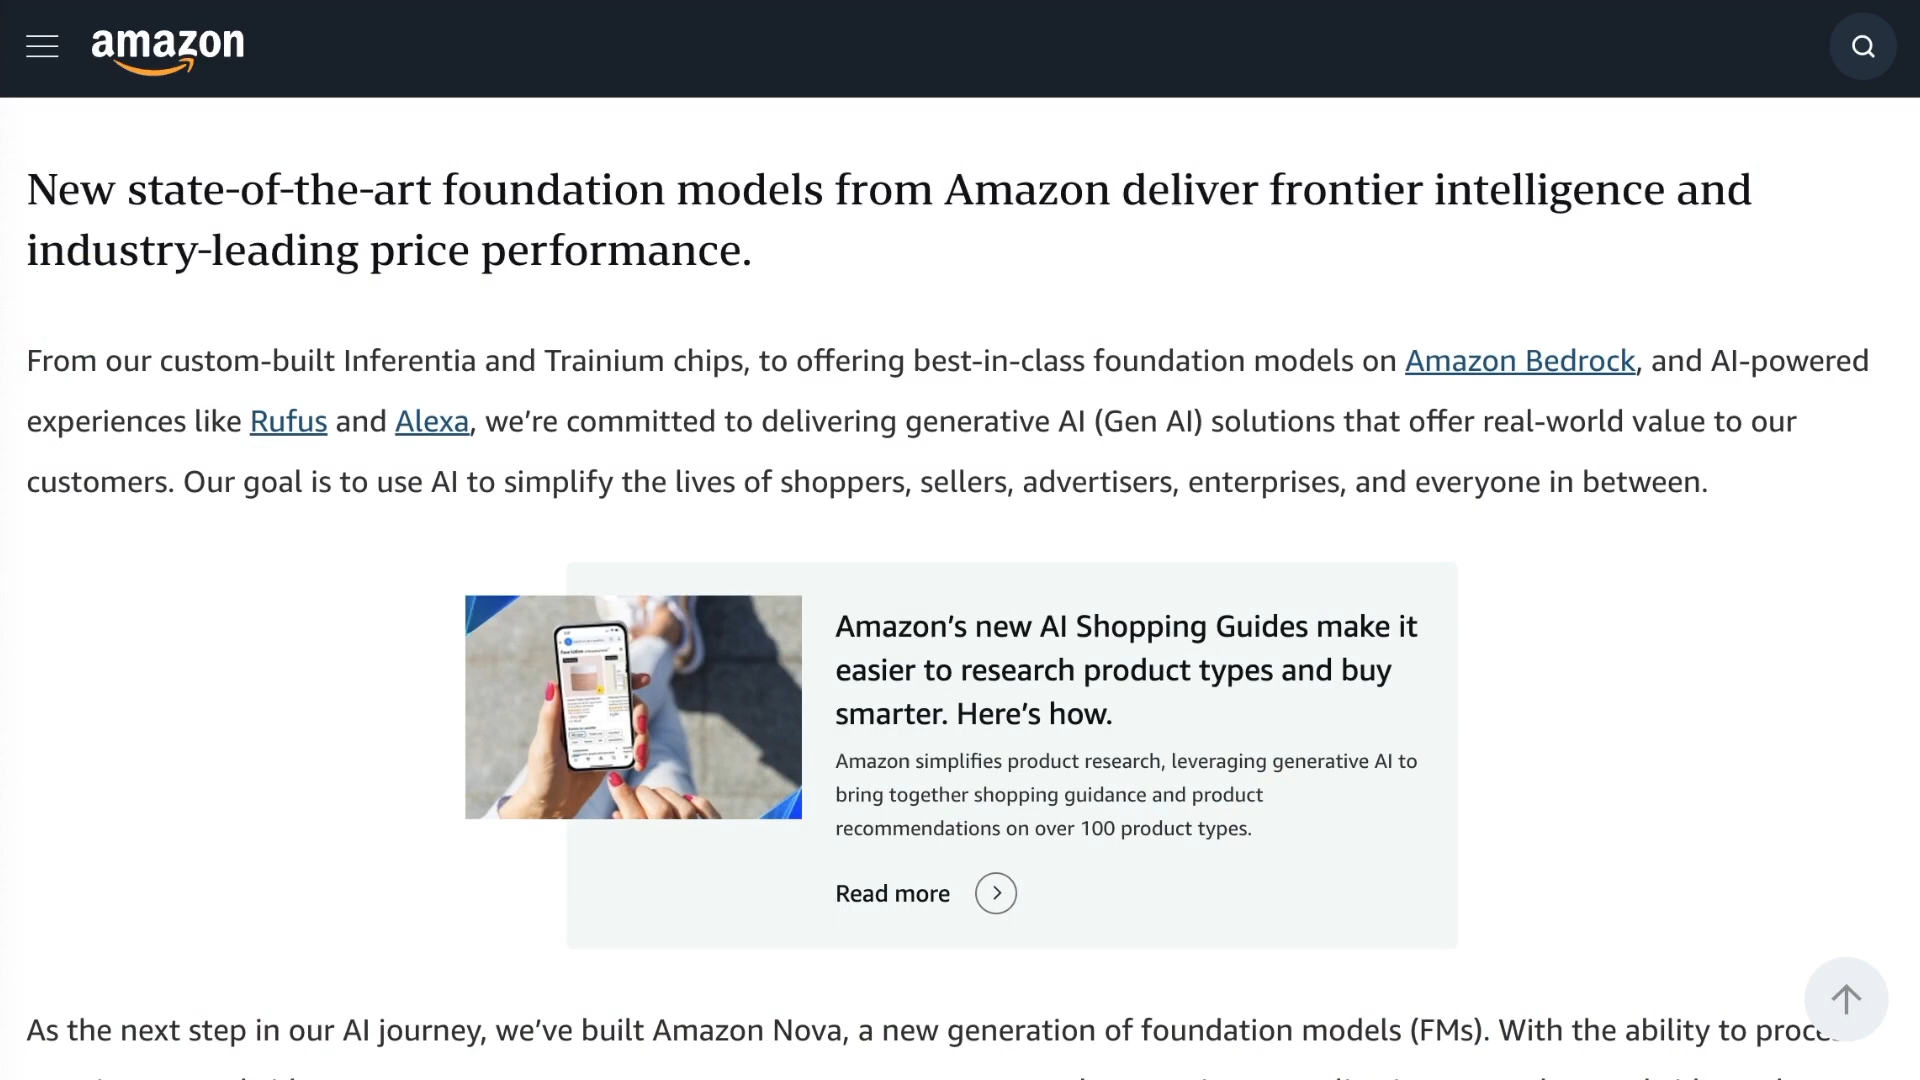 amazon
New state-of-the-art foundation models from Amazon deliver frontier intelligence and
industry-leading price performance.
From our custom-built Inferentia and Trainium chips, to offering best-in-class foundation models on Amazon Bedrock, and AI-powered
experiences like Rufus and Alexa, we’re committed to delivering generative AI (Gen AI) solutions that offer real-world value to our
customers. Our goal is to use AI to simplify the lives of shoppers, sellers, advertisers, enterprises, and everyone in between.
Amazon’s new AI Shopping Guides make it
easier to research product types and buy
smarter. Here’s how.
Amazon simplifies product research, leveraging generative AI to
bring together shopping guidance and product
recommendations on over 100 product types.
Read more
As the next step in our AI journey, we’ve built Amazon Nova, a new generation of foundation models (FMs). With the ability to